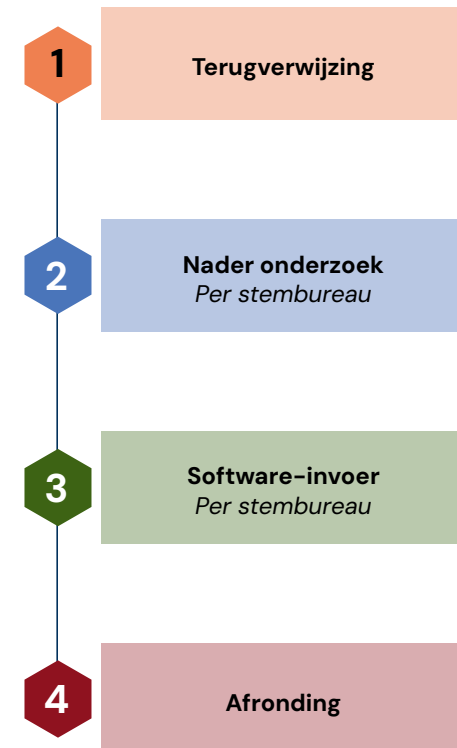 1
Terugverwijzing
2
Nader onderzoek
Per stembureau
3
Software-invoer
Per stembureau
4
Afronding